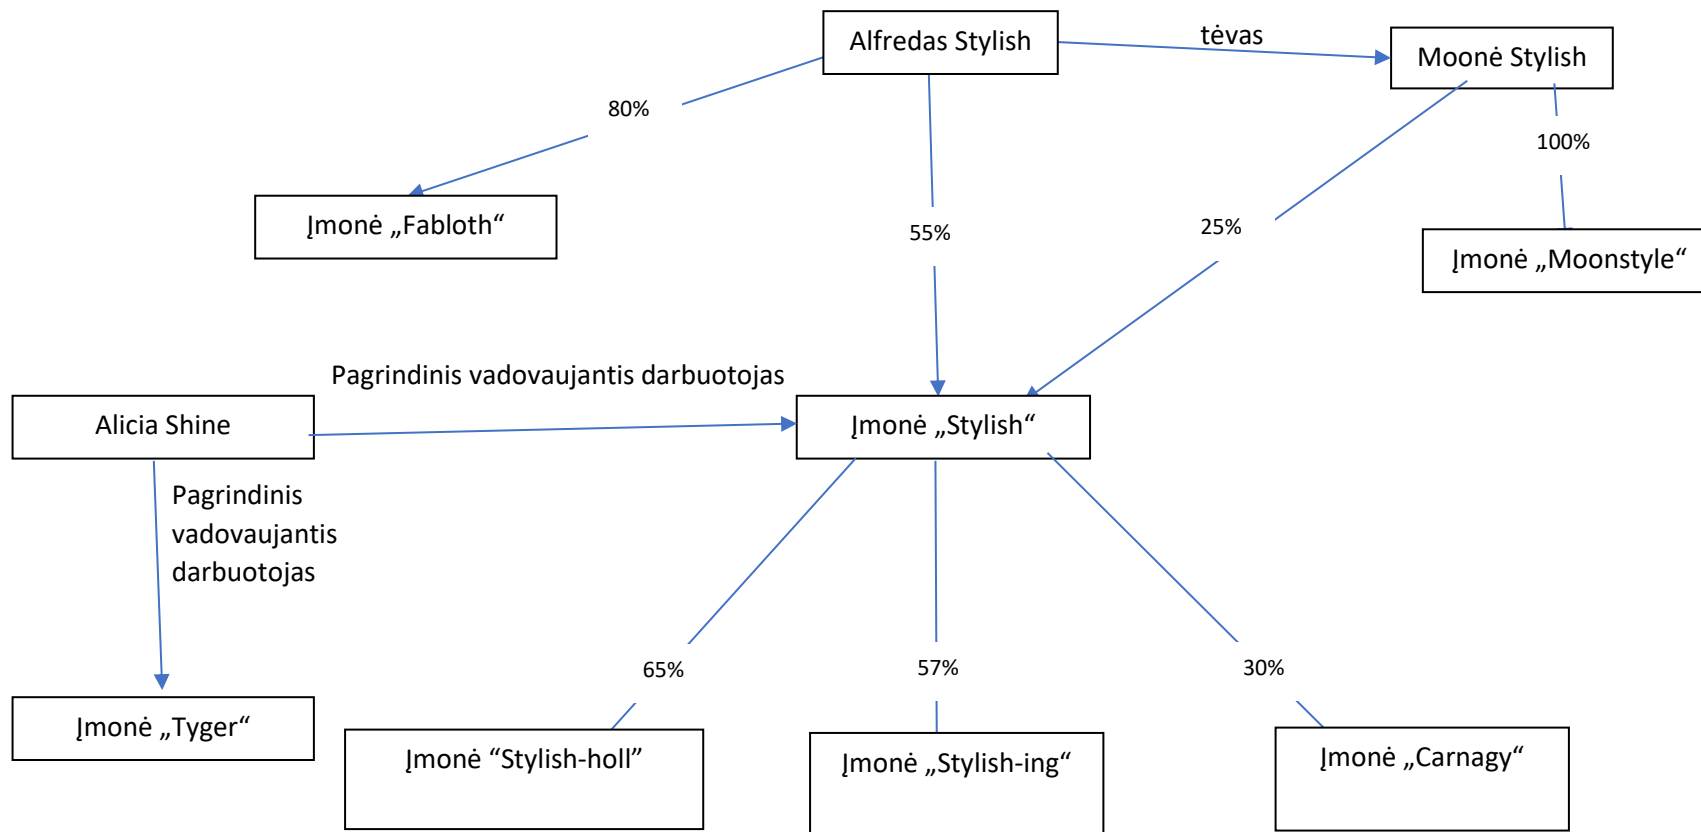 Alfredas Stylish
tėvas
Moonė Stylish
80%
100%
Įmonė „Fabloth“
55%
25%
Įmonė „Moonstyle“
Pagrindinis vadovaujantis darbuotojas
Alicia Shine
Įmonė „Stylish“
Pagrindinis
vadovaujantis
darbuotojas
65%
57%
30%
Įmonė „Tyger“
Įmonė “Stylish-holl”
Įmonė „Stylish-ing“
Įmonė „Carnagy“